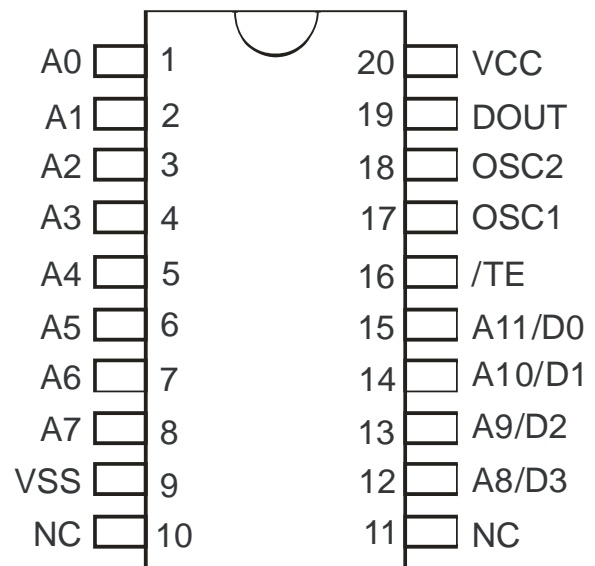 A0 1 20 VCC
A1 2 19 DOUT
A2 3 18 OSC2
A3 4 17 OSC1
A4 5 16 /TE
A5 6 15 A11/D0
A6 7 14 A10/D1
A7 8 13 A9/D2
VSS 9 12 A8/D3
NC 10 11 NC